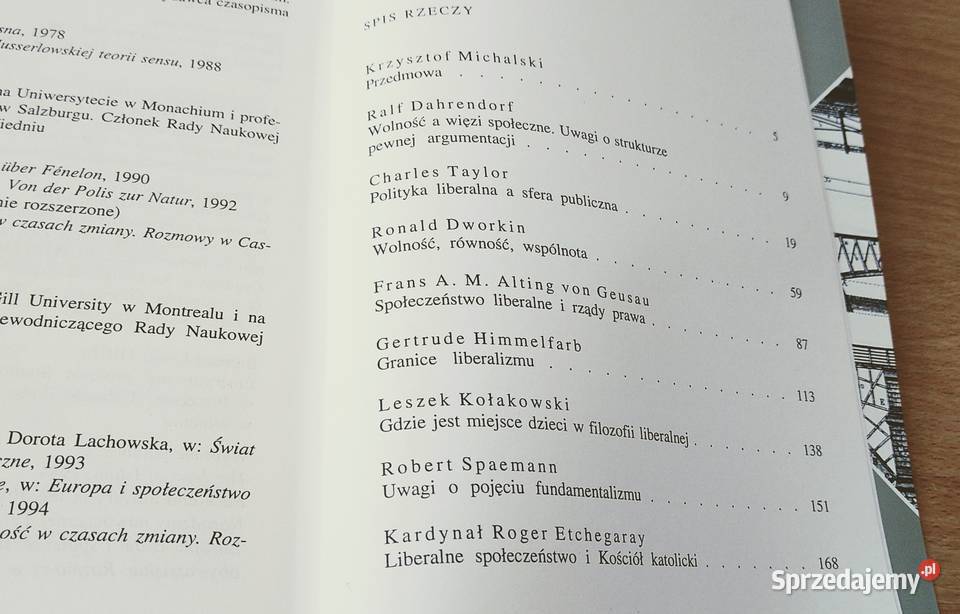 wca czasopisma
sna, 1978
Husserlowskiej teorii sensu, 1988
na Uniwersytecie w Monachium i profe-
w Salzburgu. Członek Rady Naukowej
iedniu
über Fénelon, 1990
Von der Polis zur Natur, 1992
nie rozszerzone)
w czasach zmiany. Rozmowy w Cas-
Gill University w Montrealu i na
ewodniczącego Rady Naukowej
Dorota Lachowska, w: Świat
czne, 1993
e, w: Europa i społeczeństwo
1994
ość w czasach zmiany. Roz-
SPIS RZECZY
Krzysztof Michalski
Przedmowa . . . . . . . . . . . . . . 5
Ralf Dahrendorf
Wolność a więzi społeczne. Uwagi o strukturze
pewnej argumentacji . . . . . . . . . . . . 9
Charles Taylor
Polityka liberalna a sfera publiczna . . . . . . . . 19
Ronald Dworkin
Wolność, równość, wspólnota . . . . . . . . . . 59
Frans A. M. Alting von Geusau
Społeczeństwo liberalne i rządy prawa . . . . . . . 87
Gertrude Himmelfarb
Granice liberalizmu . . . . . . . . . . . . 113
Leszek Kołakowski
Gdzie jest miejsce dzieci w filozofii liberalnej . . . . . . 138
Robert Spaemann
Uwagi o pojęciu fundamentalizmu . . . . . . . . 151
Kardynał Roger Etchegaray
Liberalne społeczeństwo i Kościół katolicki . . . . . . 168
Sprzedajemy .pl